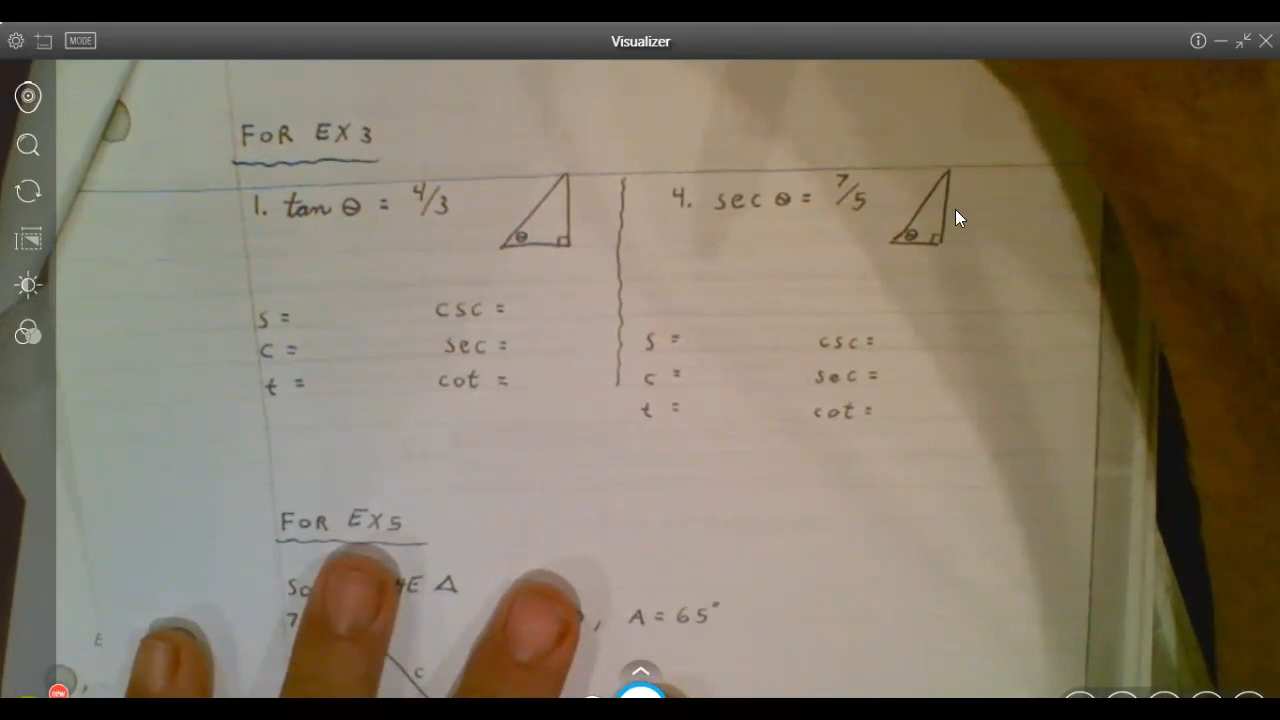 MODE
Visualizer
FOR EX 3
1. tan θ = 4/3
θ
s =
csc =
c =
sec =
t =
cot =
4. sec θ = 7/5
θ
s =
csc =
c =
sec =
t =
cot =
FOR EX 5
Δ
, A = 65°
c
new